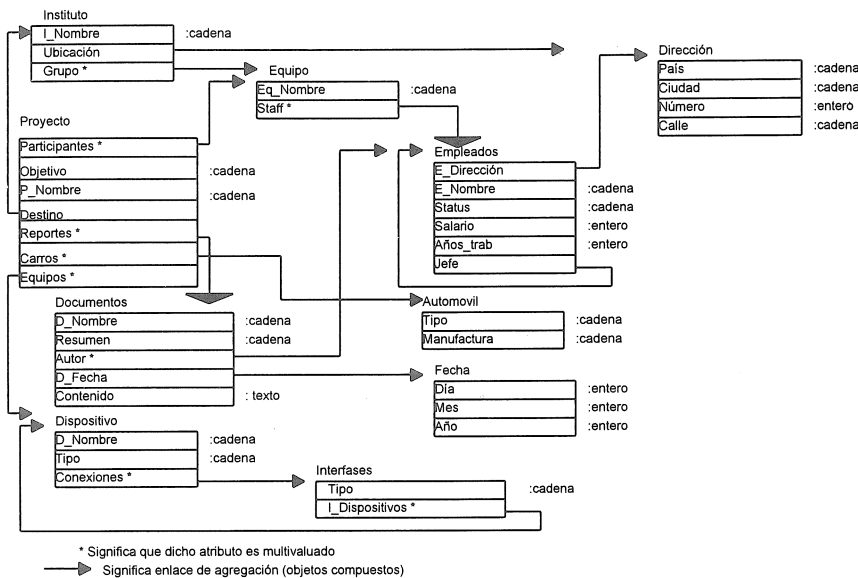 Instituto
I_Nombre :cadena
Ubicación
Grupo *
Equipo
Eq_Nombre :cadena
Staff *
Dirección
País :cadena
Ciudad :cadena
Número :entero
Calle :cadena
Proyecto
Participantes *
Objetivo :cadena
P_Nombre :cadena
Destino
Reportes *
Carros *
Equipos *
Empleados
E_Dirección
E_Nombre :cadena
Status :cadena
Salario :entero
Años_trab :entero
Jefe
Documentos
D_Nombre :cadena
Resumen :cadena
Autor *
D_Fecha
Contenido : texto
Automovil
Tipo :cadena
Manufactura :cadena
Fecha
Día :entero
Mes :entero
Año :entero
Dispositivo
D_Nombre :cadena
Tipo :cadena
Conexiones *
Interfases
Tipo :cadena
I_Dispositivos *
* Significa que dicho atributo es multivaluado
Significa enlace de agregación (objetos compuestos)